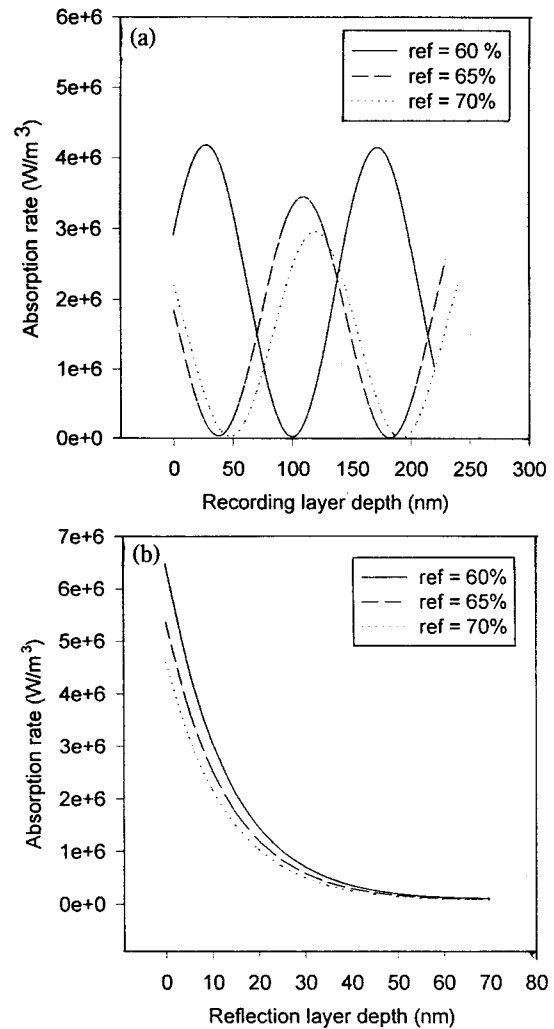 (a)
6e+6
5e+6
4e+6
3e+6
2e+6
1e+6
0e+0
Absorption rate (W/m³)
ref = 60 %
ref = 65%
ref = 70%
0 50 100 150 200 250 300
Recording layer depth (nm)
(b)
7e+6
6e+6
5e+6
4e+6
3e+6
2e+6
1e+6
0e+0
Absorption rate (W/m³)
ref = 60%
ref = 65%
ref = 70%
0 10 20 30 40 50 60 70 80
Reflection layer depth (nm)